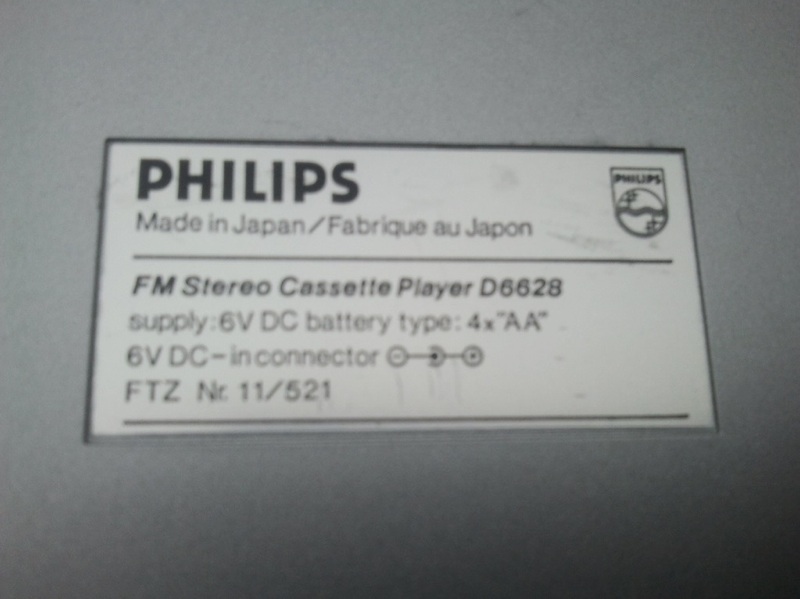 PHILIPS
PHILIPS
Made in Japan/Fabrique au Japon
FM Stereo Cassette Player D6628
supply:6V DC battery type: 4x"AA"
6V DC-in connector
FTZ Nr. 11/521